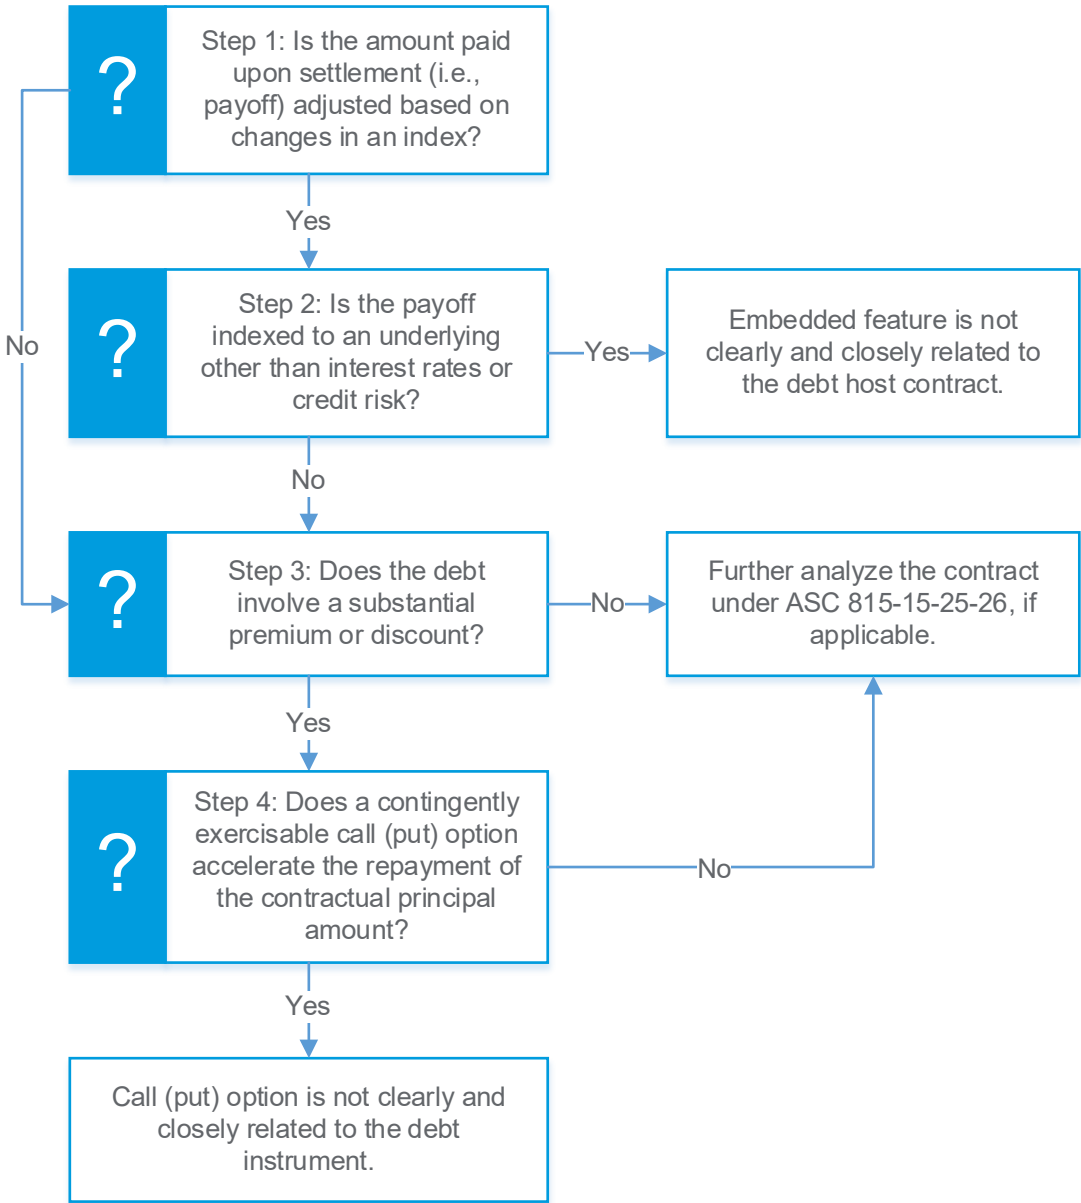 ?
Step 1: Is the amount paid
upon settlement (i.e.,
payoff) adjusted based on
changes in an index?
Yes
No
?
Step 2: Is the payoff
indexed to an underlying
other than interest rates or
credit risk?
Yes
Embedded feature is not
clearly and closely related to
the debt host contract.
No
?
Step 3: Does the debt
involve a substantial
premium or discount?
No
Further analyze the contract
under ASC 815-15-25-26, if
applicable.
Yes
?
Step 4: Does a contingently
exercisable call (put) option
accelerate the repayment of
the contractual principal
amount?
No
Yes
Call (put) option is not clearly and
closely related to the debt
instrument.